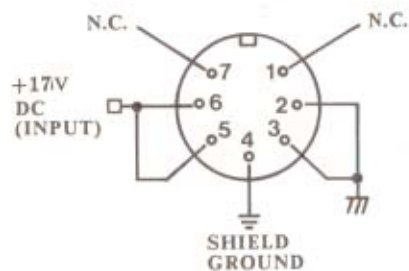 N.C.
N.C.
7
1
+17V
DC
(INPUT)
6
2
5
3
4
SHIELD
GROUND